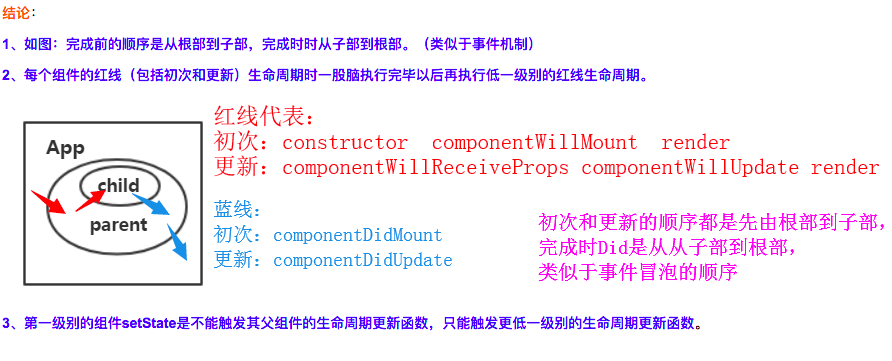 结论：
1、如图：完成前的顺序是从根部到子部，完成时时从子部到根部。（类似于事件机制）
2、每个组件的红线（包括初次和更新）生命周期时一股脑执行完毕以后再执行低一级别的红线生命周期。
App
child
parent
红线代表：
初次：constructor componentWillMount render
更新：componentWillReceiveProps componentWillUpdate render
蓝线：
初次：componentDidMount
更新：componentDidUpdate
初次和更新的顺序都是先由根部到子部，
完成时Did是从从子部到根部，
类似于事件冒泡的顺序
3、第一级别的组件setState是不能触发其父组件的生命周期更新函数，只能触发更低一级别的生命周期更新函数。